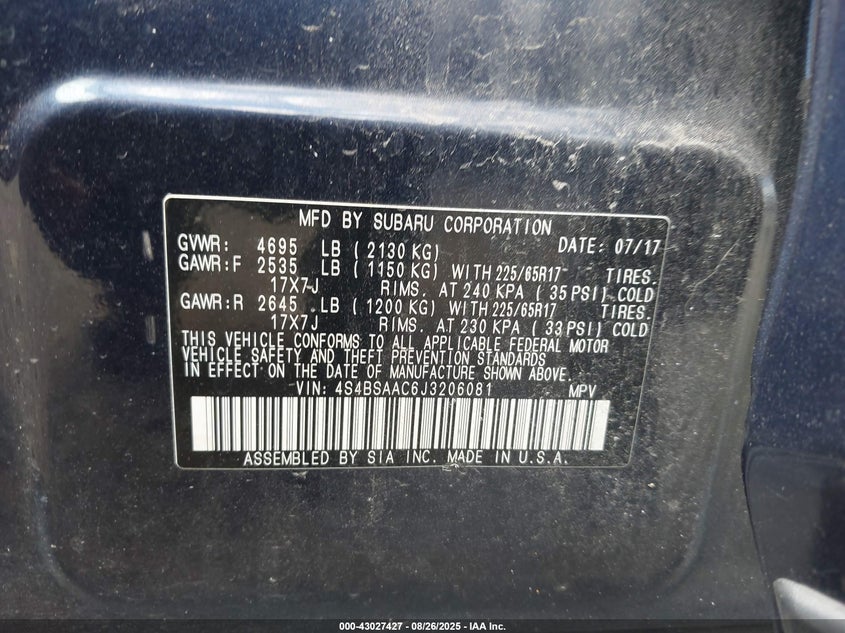 MFD BY SUBARU CORPORATION
GVWR: 4695 LB ( 2130 KG) DATE: 07/17
GAWR:F 2535 LB ( 1150 KG) WITH 225/65R17 TIRES.
17X7J RIMS. AT 240 KPA ( 35 PSI) COLD
GAWR:R 2645 LB ( 1200 KG) WITH 225/65R17 TIRES.
17X7J RIMS. AT 230 KPA ( 33 PSI) COLD
THIS VEHICLE CONFORMS TO ALL APPLICABLE FEDERAL MOTOR
VEHICLE SAFETY AND THEFT PREVENTION STANDARDS
IN EFFECT ON THE DATE OF MANUFACTURE SHOWN ABOVE.
VIN: 4S4BSAAC6J3206081 MPV
ASSEMBLED BY SIA INC. MADE IN U.S.A.
000-43027427 - 08/26/2025 - IAA Inc.